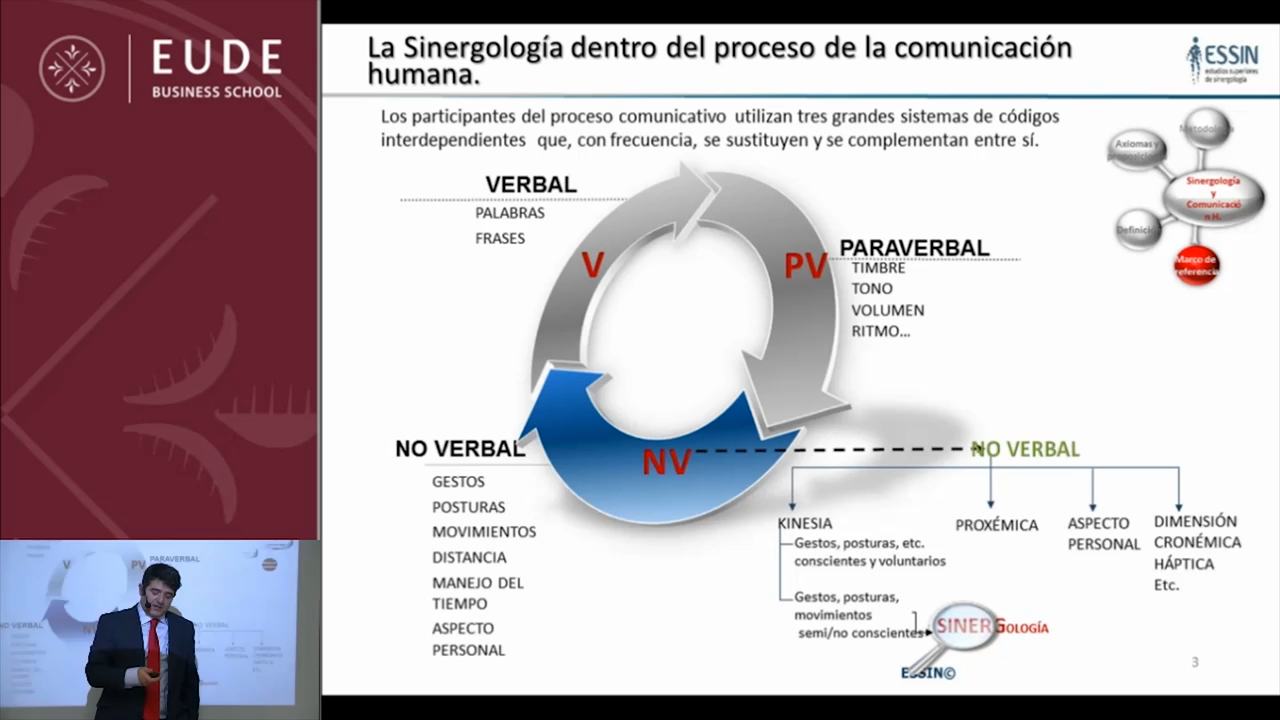 EUDE
BUSINESS SCHOOL
La Sinergología dentro del proceso de la comunicación
humana.
ESSIN
estudios superiores
de sinergología
Los participantes del proceso comunicativo utilizan tres grandes sistemas de códigos
interdependientes que, con frecuencia, se sustituyen y se complementan entre sí.
Axiomas y
Sinergología
y
Comunicació
n H.
Definició
Marco de
referencia
VERBAL
PALABRAS
FRASES
V
PV
PARAVERBAL
TIMBRE
TONO
VOLUMEN
RITMO...
NO VERBAL
GESTOS
POSTURAS
MOVIMIENTOS
DISTANCIA
MANEJO DEL
TIEMPO
ASPECTO
PERSONAL
NV
NO VERBAL
KINESIA
Gestos, posturas, etc.
conscientes y voluntarios
Gestos, posturas,
movimientos
semi/no conscientes
PROXÉMICA
ASPECTO
PERSONAL
DIMENSIÓN
CRONÉMICA
HÁPTICA
Etc.
SINERGOLOGÍA
ESSIN©
3
PARAVERBAL
PV